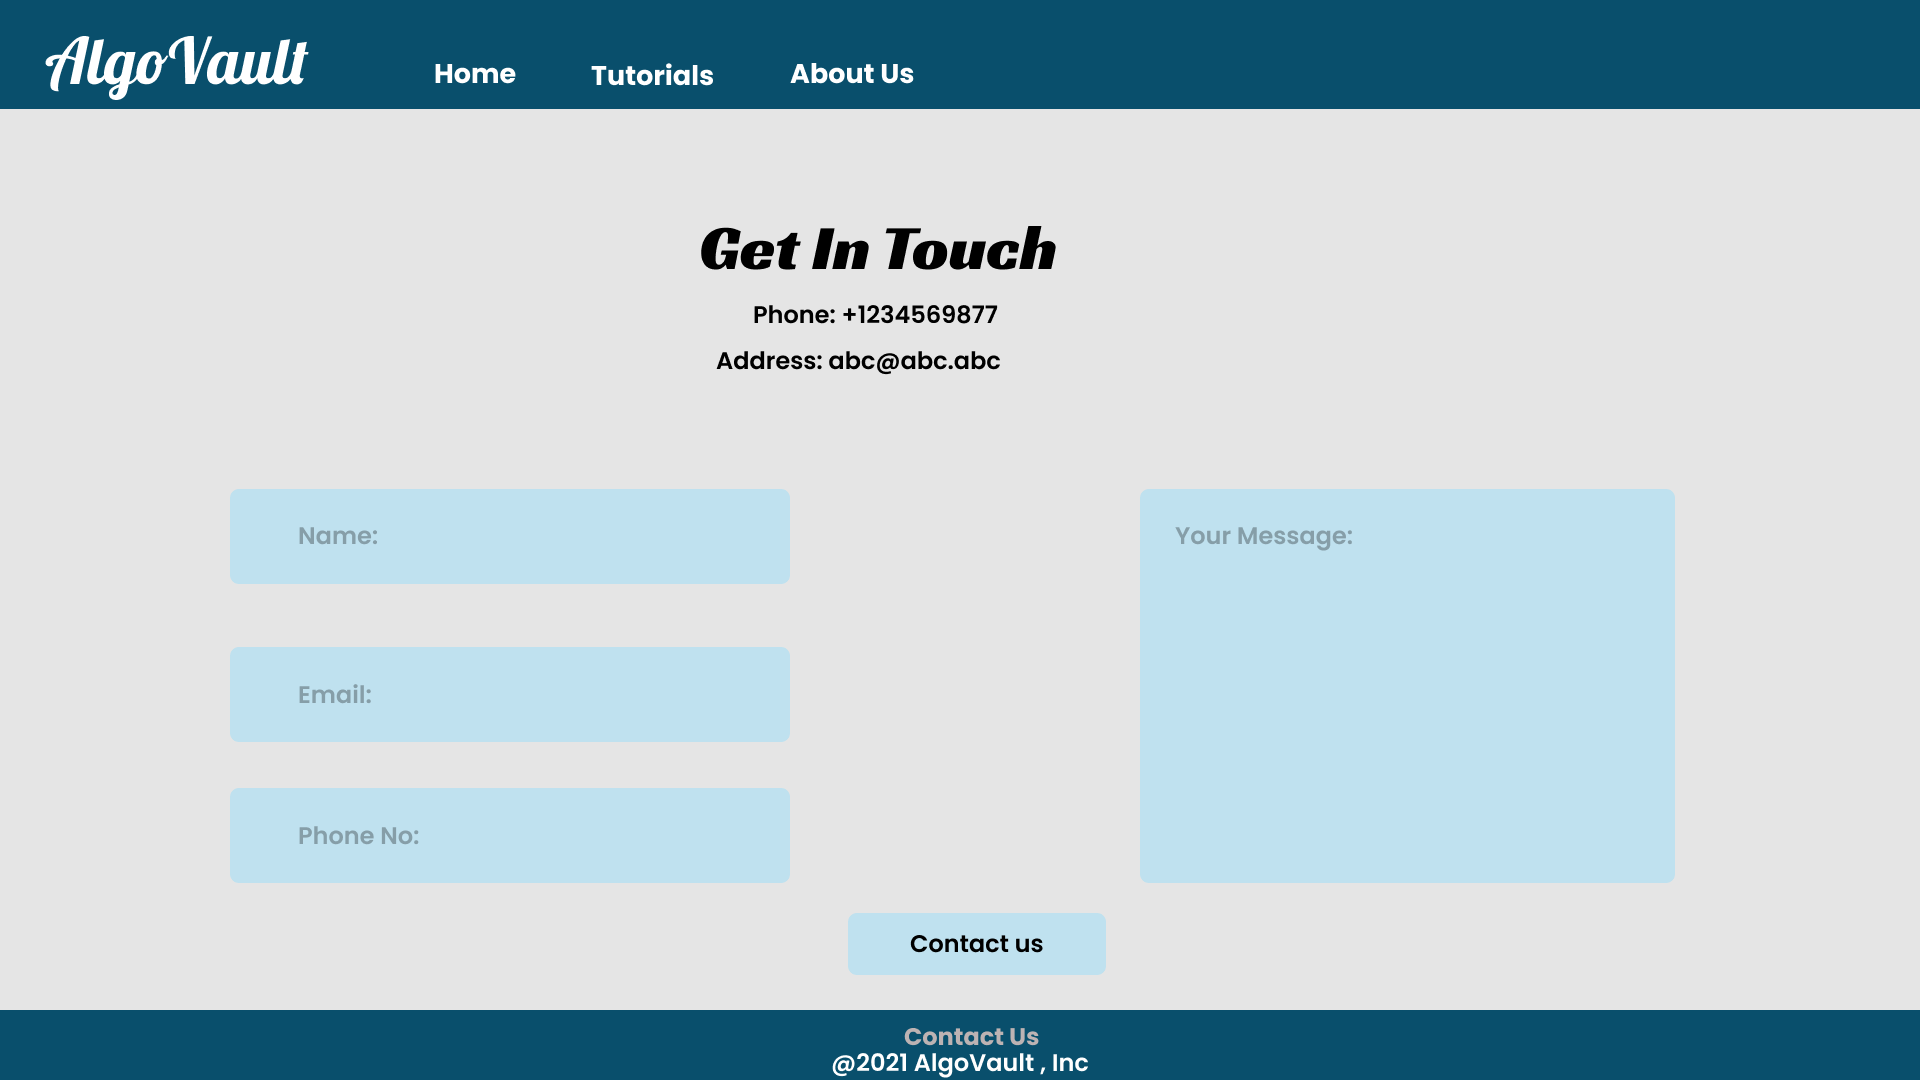 AlgoVault
Home
Tutorials
About Us
Get In Touch
Phone: +1234569877
Address: abc@abc.abc
Name:
Your Message:
Email:
Phone No:
Contact us
Contact Us
@2021 AlgoVault , Inc